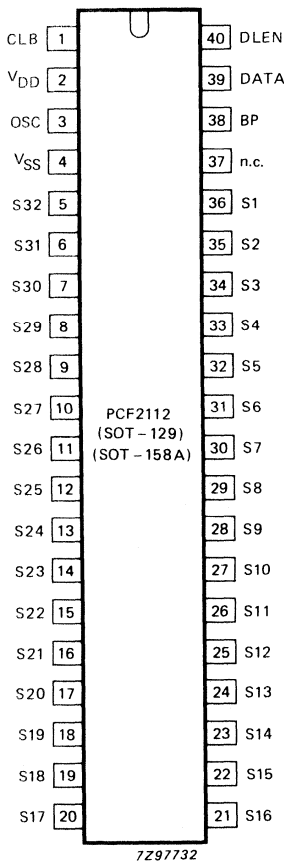 CLB 1 40 DLEN
VDD 2 39 DATA
OSC 3 38 BP
VSS 4 37 n.c.
S32 5 36 S1
S31 6 35 S2
S30 7 34 S3
S29 8 33 S4
S28 9 32 S5
S27 10 31 S6
PCF2112
(SOT-129)
(SOT-158A)
S26 11 30 S7
S25 12 29 S8
S24 13 28 S9
S23 14 27 S10
S22 15 26 S11
S21 16 25 S12
S20 17 24 S13
S19 18 23 S14
S18 19 22 S15
S17 20 21 S16
7Z97732